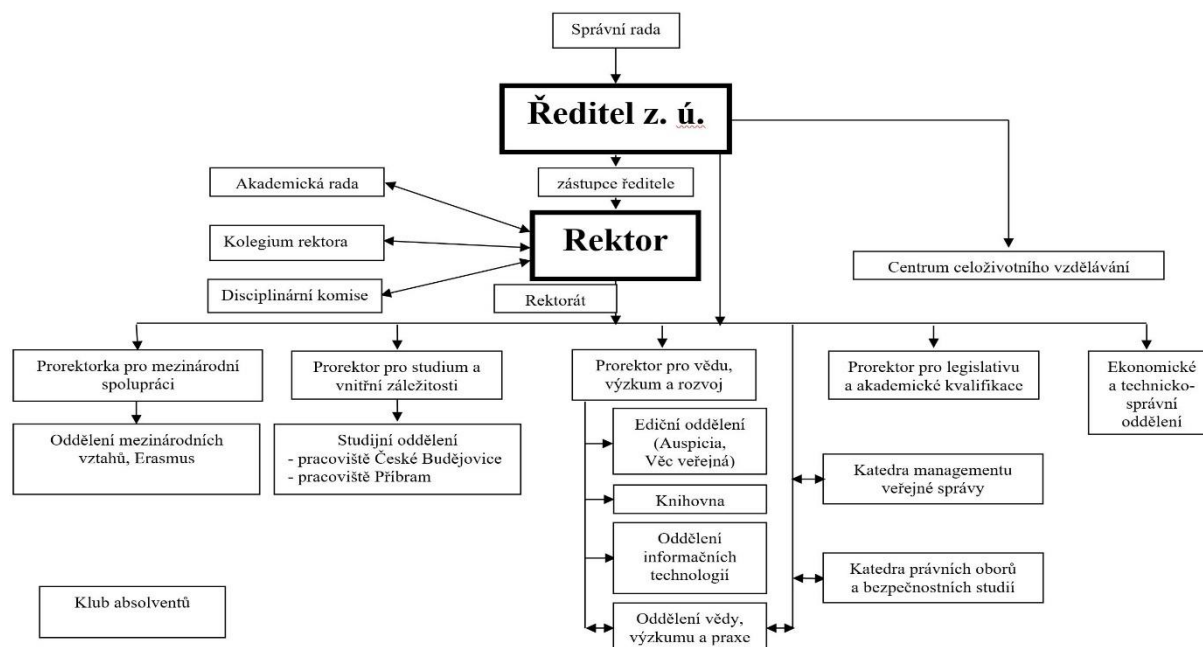 Správní rada
Ředitel z. ú.
zástupce ředitele
Akademická rada
Rektor
Kolegium rektora
Centrum celoživotního vzdělávání
Disciplinární komise
Rektorát
Prorektorka pro mezinárodní
spolupráci
Prorektor pro studium a
vnitřní záležitosti
Prorektor pro vědu,
výzkum a rozvoj
Prorektor pro legislativu
a akademické kvalifikace
Ekonomické
a technicko-
správní
oddělení
Oddělení mezinárodních
vztahů, Erasmus
Studijní oddělení
- pracoviště České Budějovice
- pracoviště Příbram
Ediční oddělení
(Auspicia,
Věc veřejná)
Knihovna
Oddělení
informačních
technologií
Oddělení vědy,
výzkumu a praxe
Katedra managementu
veřejné správy
Katedra právních oborů
a bezpečnostních studií
Klub absolventů